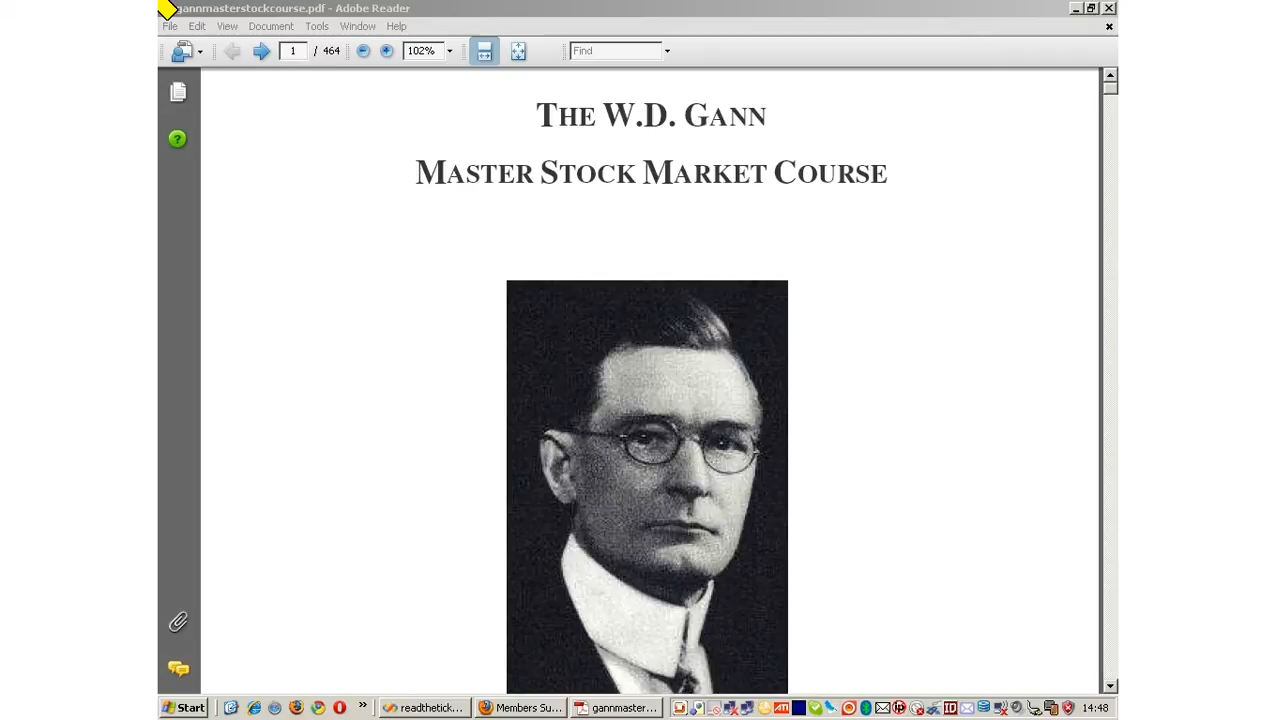 gannmasterstockcourse.pdf - Adobe Reader
File Edit View Document Tools Window Help
1 / 464 102% Find
THE W.D. GANN
MASTER STOCK MARKET COURSE
Start readthetick... Members Su... gannmaster... ATI 14:48